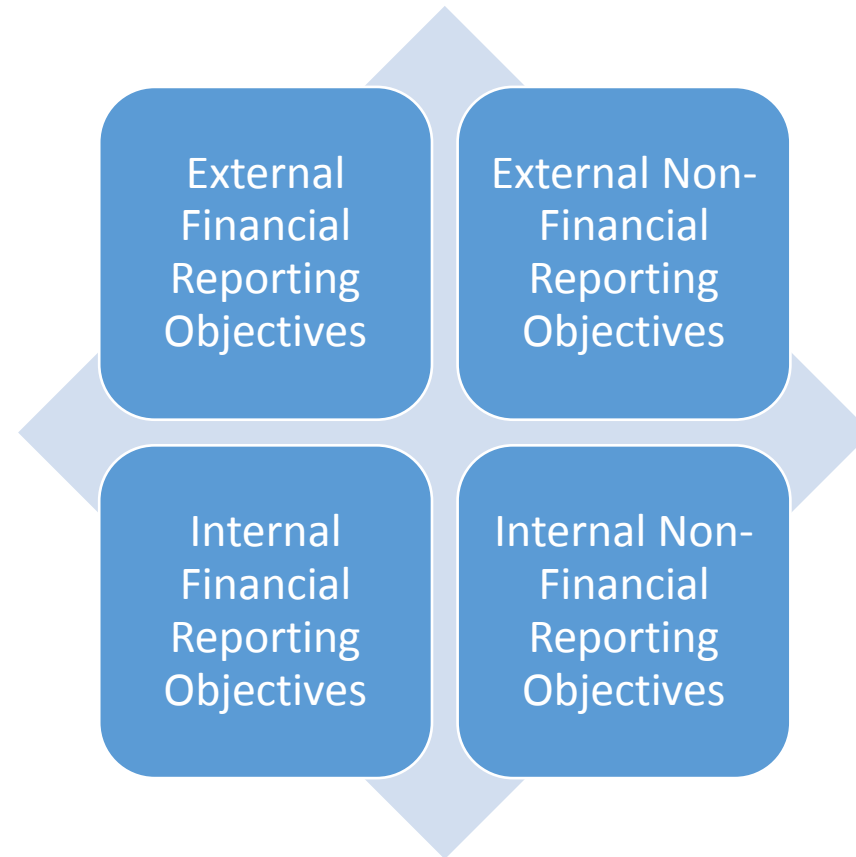 External
Financial
Reporting
Objectives
External Non-
Financial
Reporting
Objectives
Internal
Financial
Reporting
Objectives
Internal Non-
Financial
Reporting
Objectives